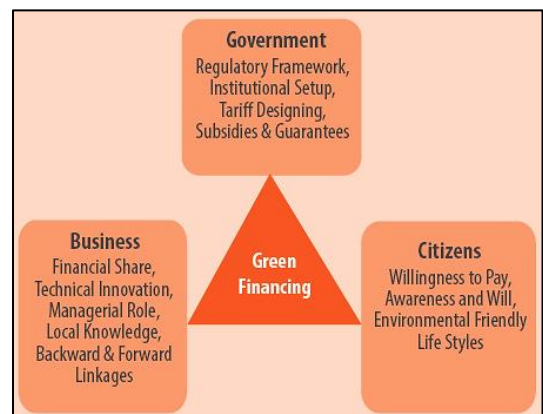 Government
Regulatory Framework,
Institutional Setup,
Tariff Designing,
Subsidies & Guarantees
Business
Financial Share,
Technical Innovation,
Managerial Role,
Local Knowledge,
Backward & Forward
Linkages
Green
Financing
Citizens
Willingness to Pay,
Awareness and Will,
Environmental Friendly
Life Styles